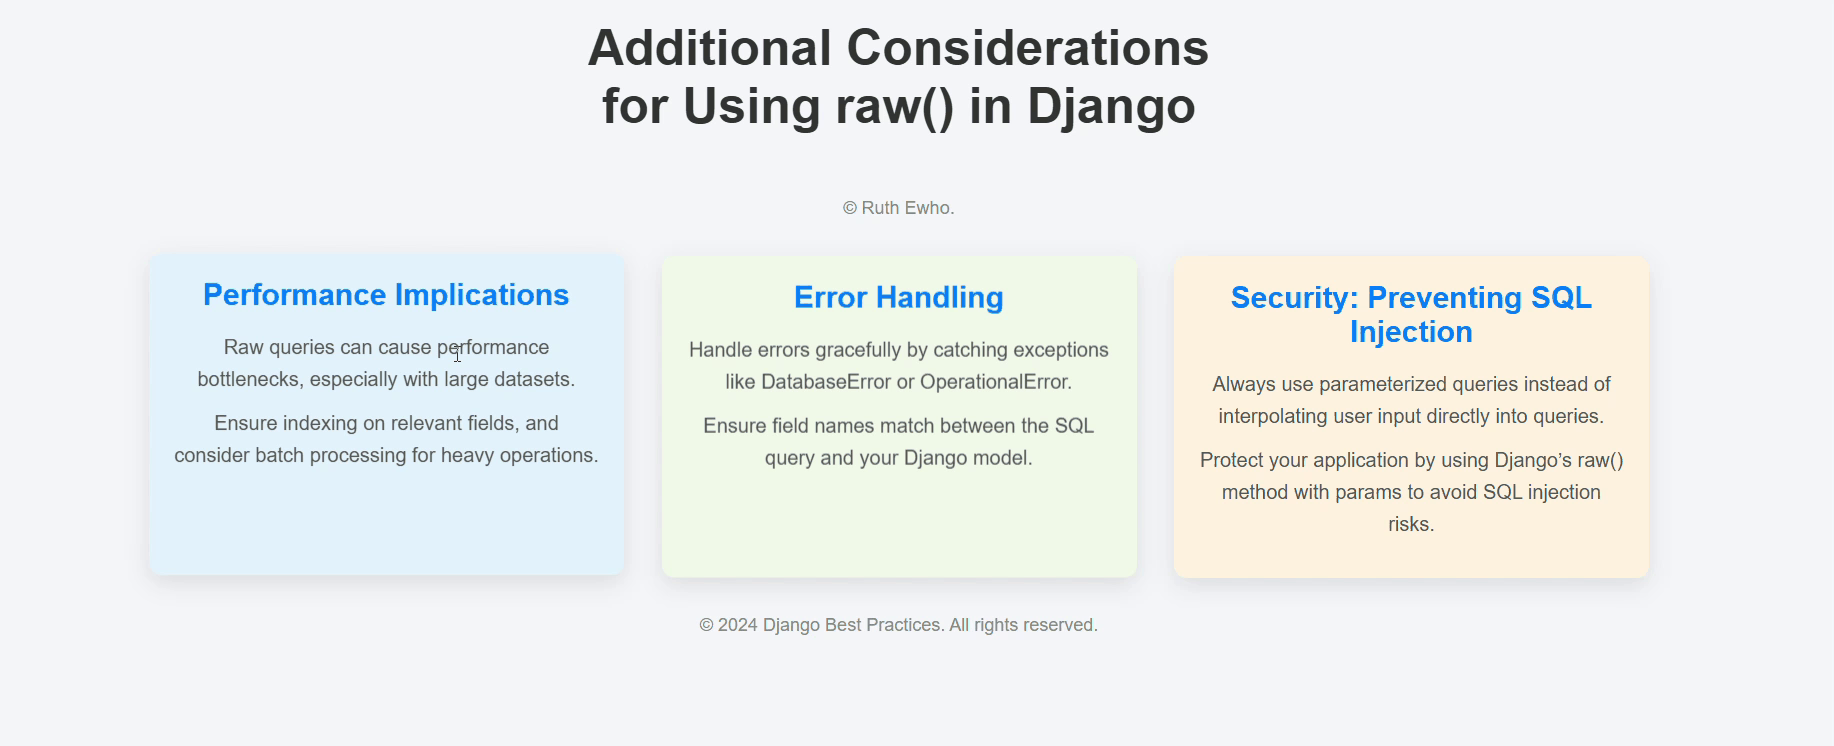 Additional Considerations
for Using raw() in Django
© Ruth Ewho.
Performance Implications
Raw queries can cause performance
bottlenecks, especially with large datasets.
Ensure indexing on relevant fields, and
consider batch processing for heavy operations.
Error Handling
Handle errors gracefully by catching exceptions
like DatabaseError or OperationalError.
Ensure field names match between the SQL
query and your Django model.
Security: Preventing SQL
Injection
Always use parameterized queries instead of
interpolating user input directly into queries.
Protect your application by using Django’s raw()
method with params to avoid SQL injection
risks.
© 2024 Django Best Practices. All rights reserved.